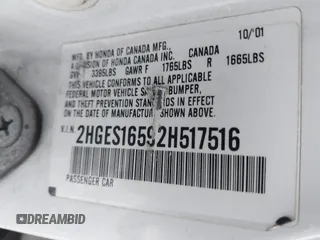 10/01
MFD. BY HONDA OF CANADA MFG., CANADA
A DIVISION OF HONDA CANADA INC.
GVWR 3385LBS GAWR F 1765LBS R 1665LBS
THIS VEHICLE CONFORMS TO ALL APPLICABLE
FEDERAL MOTOR VEHICLE SAFETY, BUMPER,
AND THEFT PREVENTION STANDARDS IN EFFECT
ON THE DATE OF MANUFACTURE SHOWN ABOVE.
V.I.N. 2HGES16592H517516
PASSENGER CAR
DREAMBID